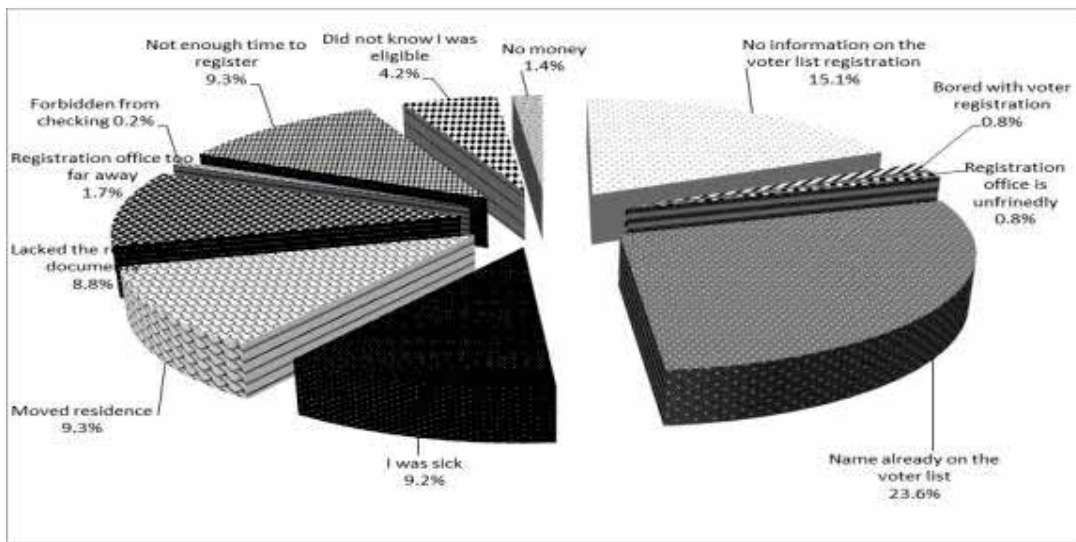 Did not know I was
eligible
4.2%
No money
1.4%
No information on the
voter list registration
15.1%
Bored with voter
registration
0.8%
Registration
office is
unfrinedly
0.8%
Name already on the
voter list
23.6%
I was sick
9.2%
Moved residence
9.3%
Lacked the
documents
8.8%
Registration office too
far away
1.7%
Forbidden from
checking 0.2%
Not enough time to
register
9.3%